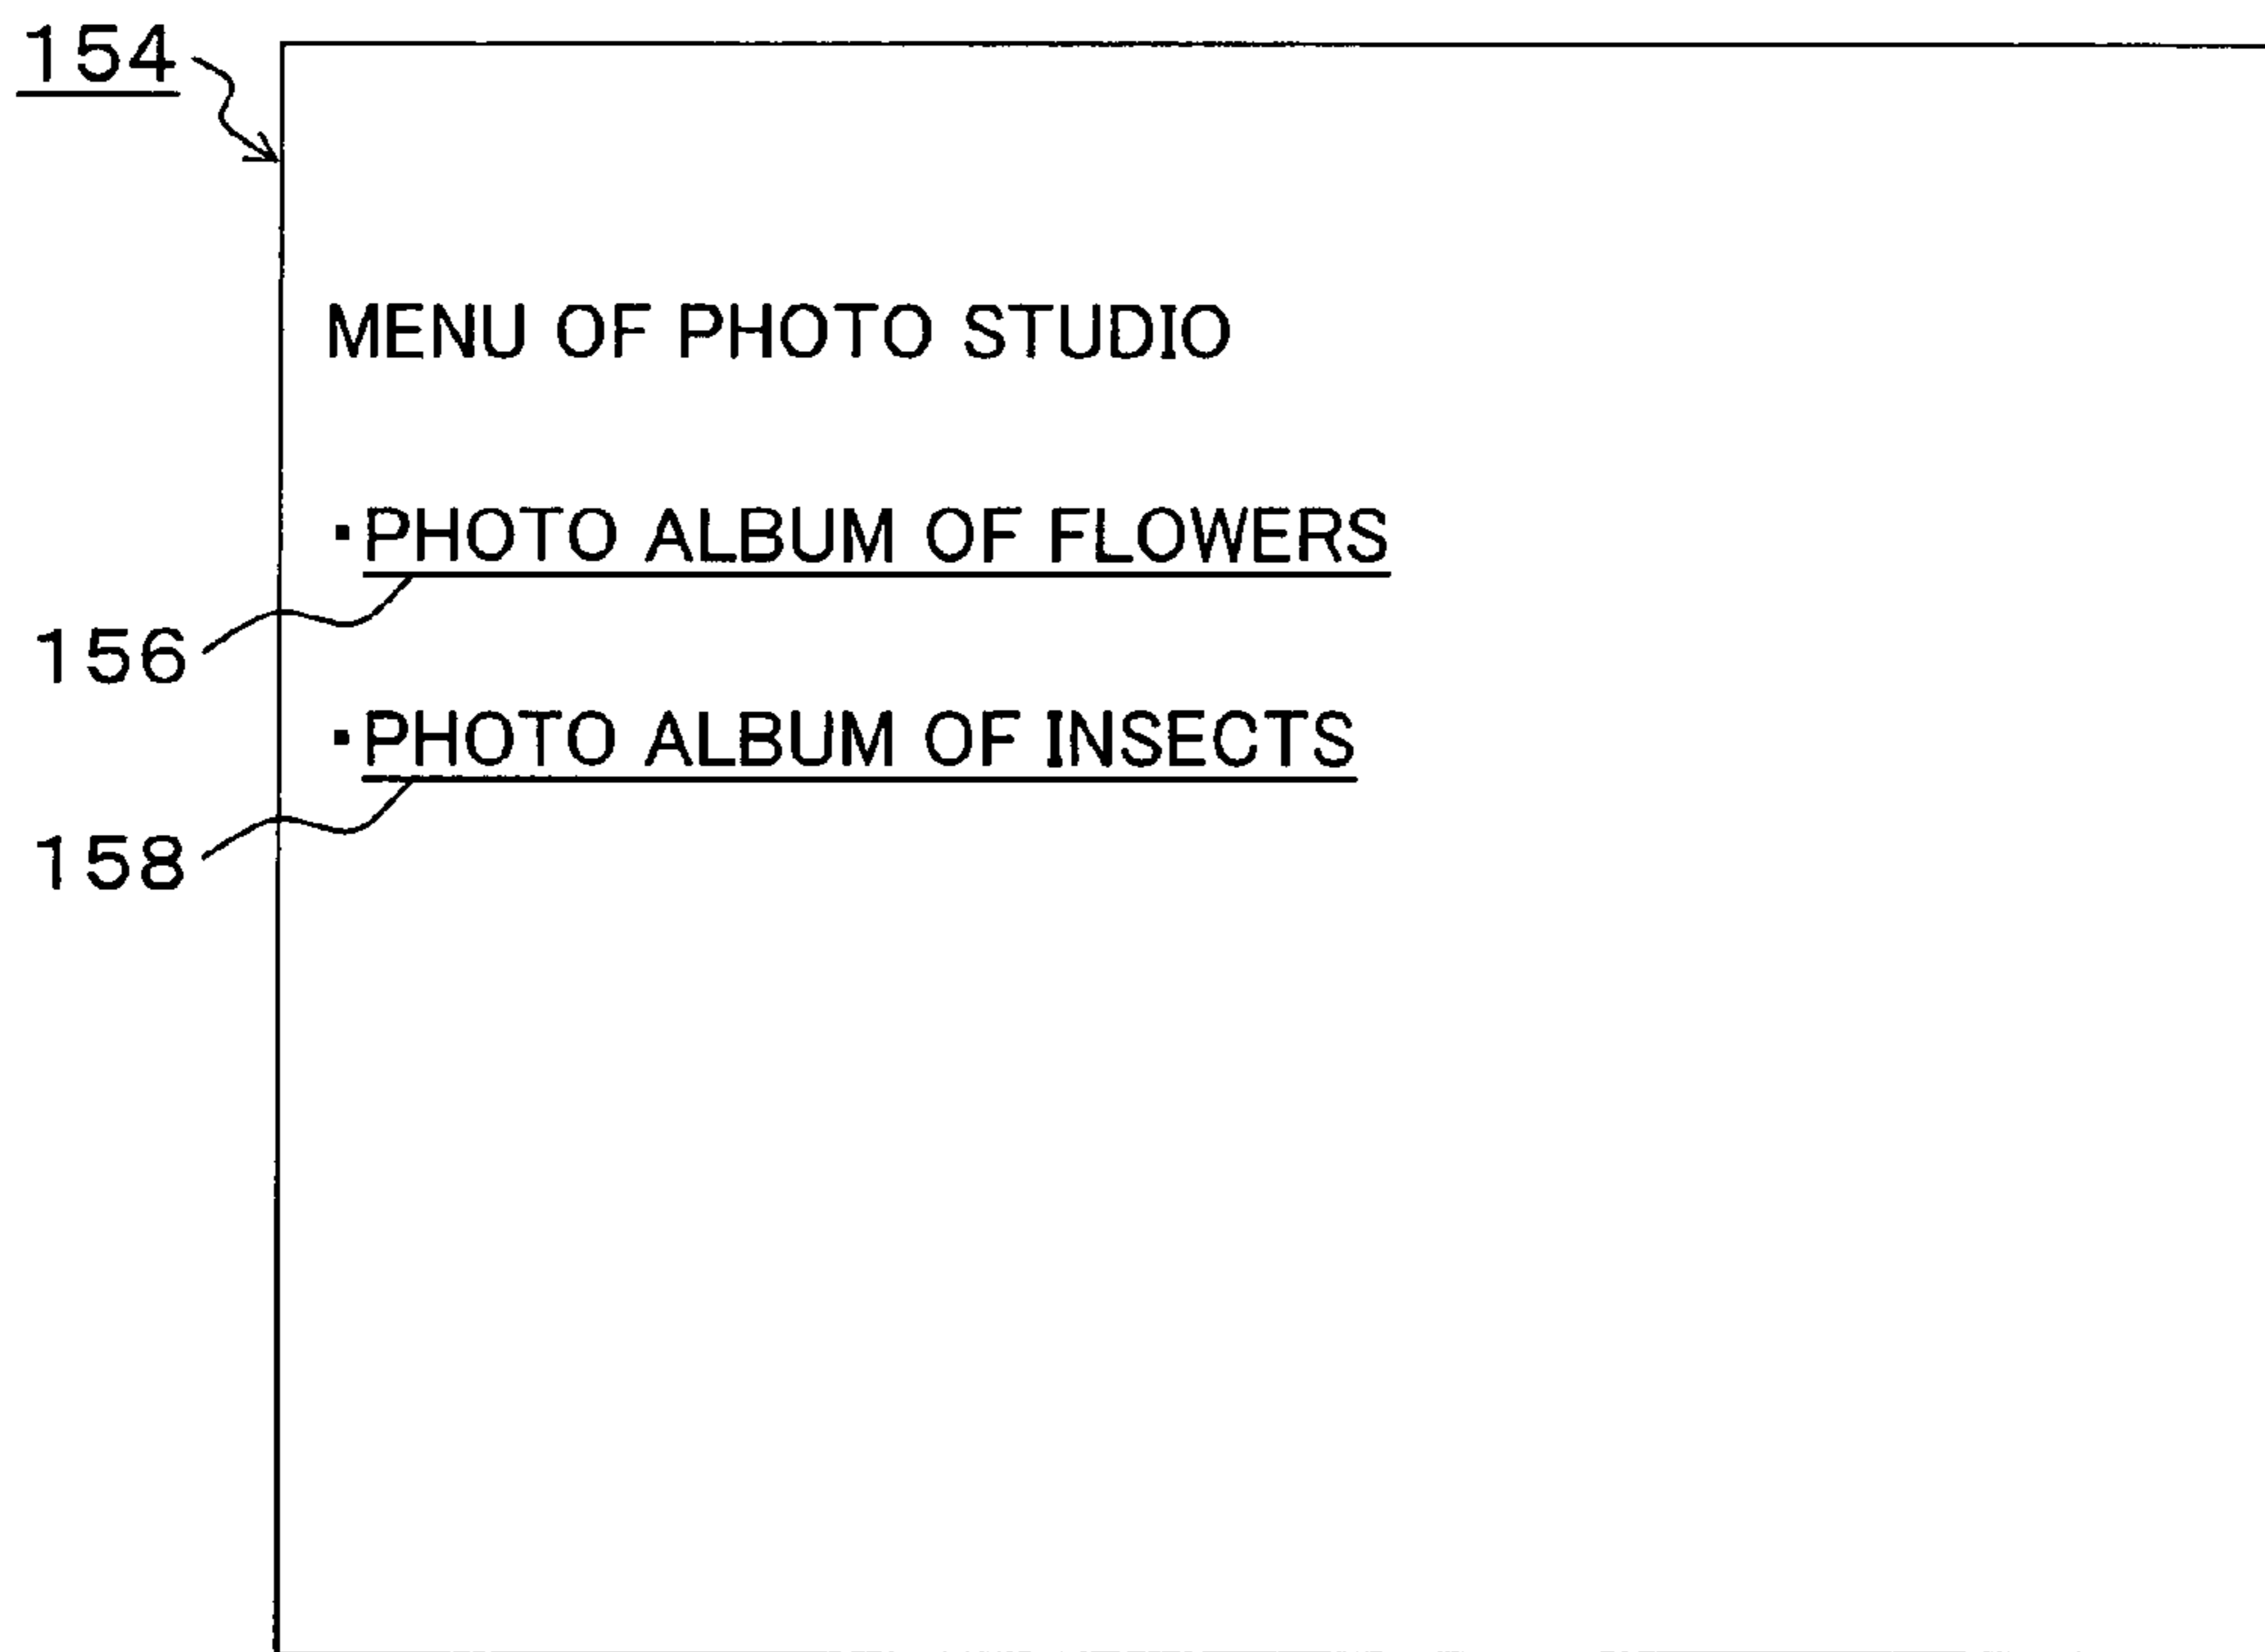 154
MENU OF PHOTO STUDIO
・PHOTO ALBUM OF FLOWERS
156
・PHOTO ALBUM OF INSECTS
158